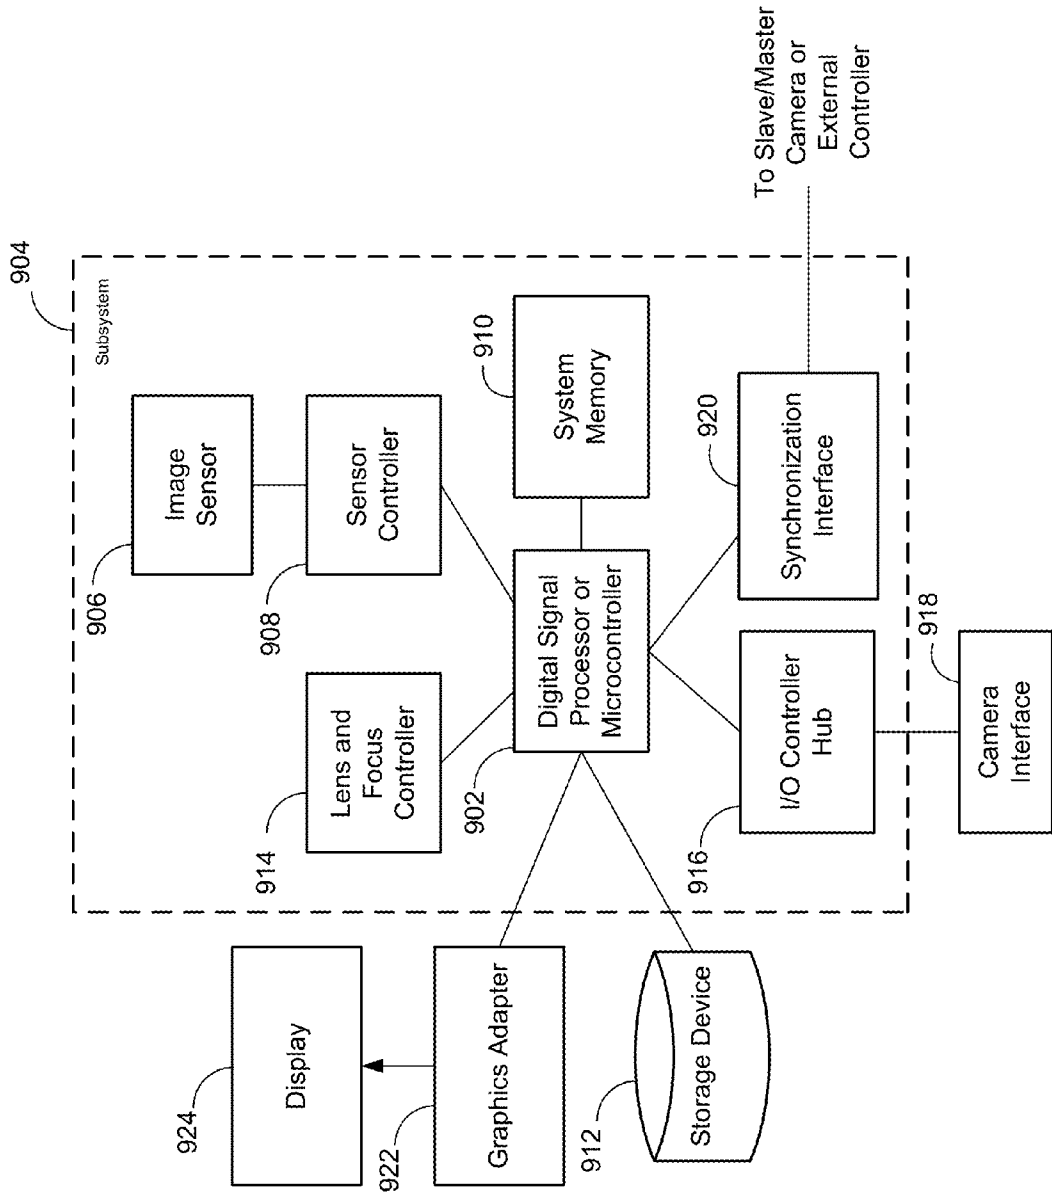 904
Subsystem
906
Image
Sensor
908
Sensor
Controller
914
Lens and
Focus
Controller
910
System
Memory
902
Digital Signal
Processor or
Microcontroller
920
Synchronization
Interface
To Slave/Master
Camera or
External
Controller
916
I/O Controller
Hub
918
Camera
Interface
924
Display
922
Graphics Adapter
912
Storage Device